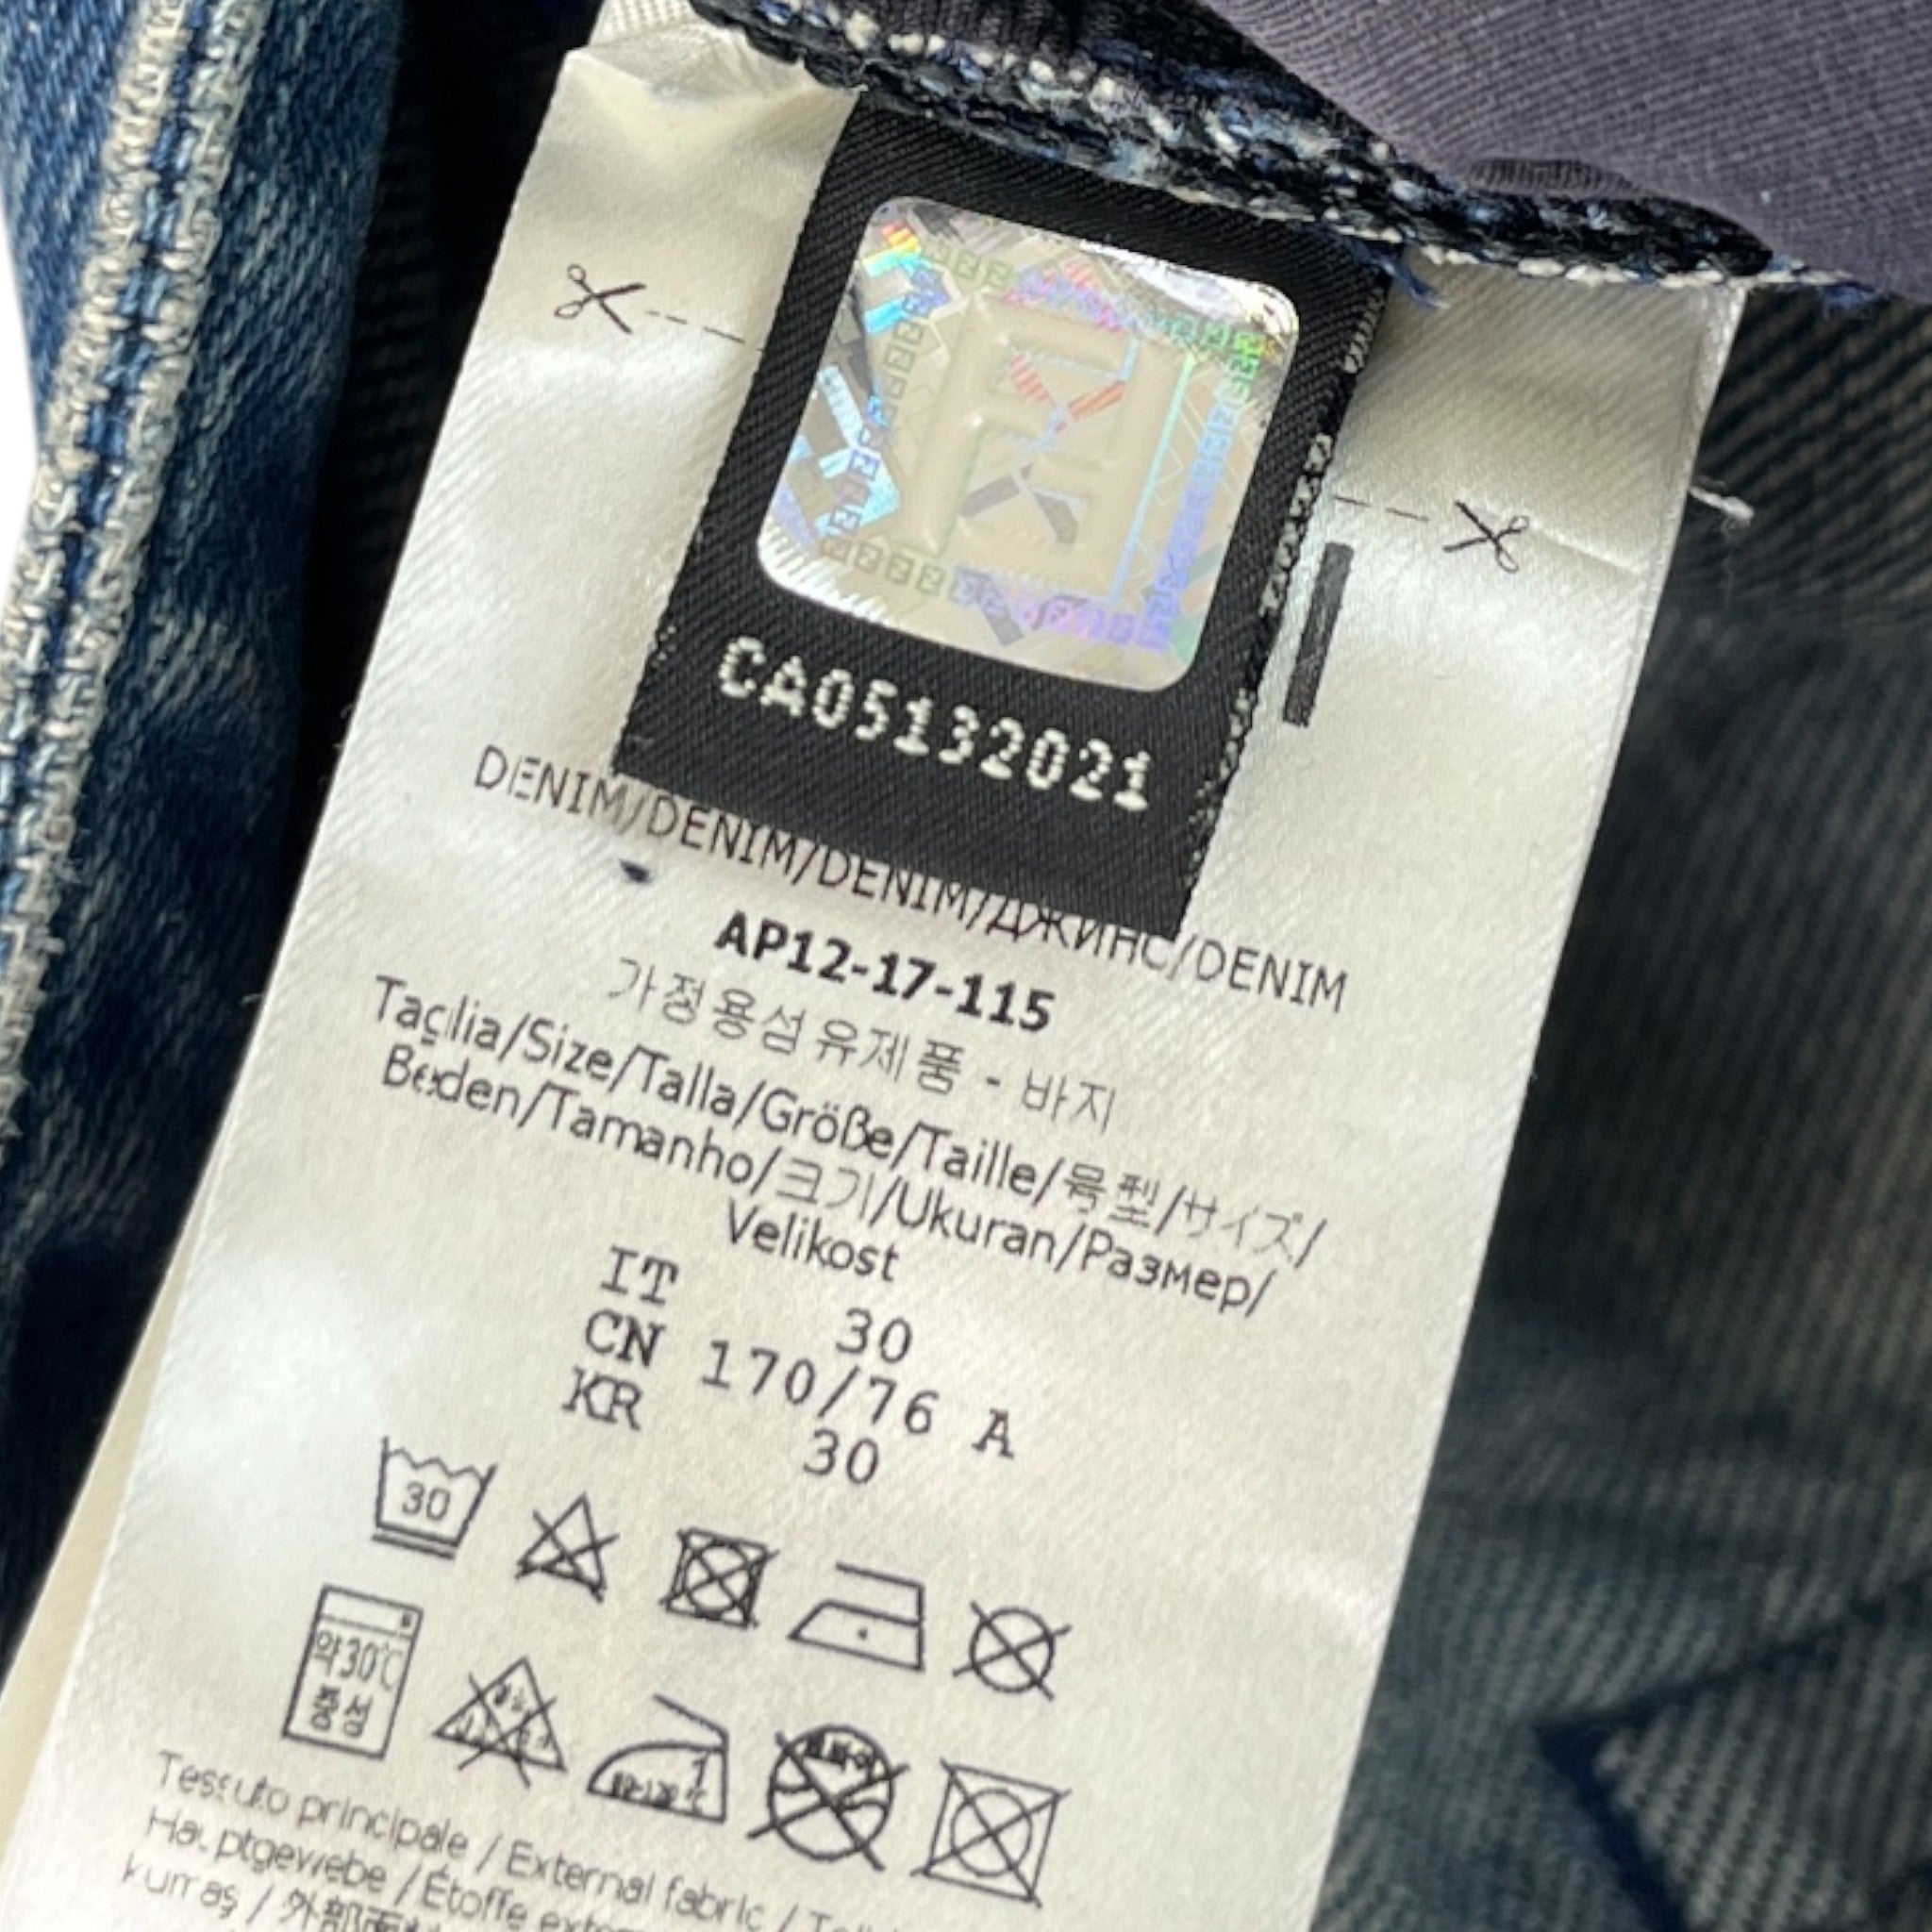 CA05132021
DENIM/DENIM/DENIM/ДЖИНС/DENIM
AP12-17-115
가정용섬유제품 - 바지
Taglia/Size/Talla/Größe/Taille/号型/サイズ/
Beden/Tamanho/크기/Ukuran/Размер/
Velikost
IT 30
CN 170/76 A
KR 30
30
약30℃
중성
Tessuto principale / External fabric /
Hauptgewebe / Étoffe
kumaş /